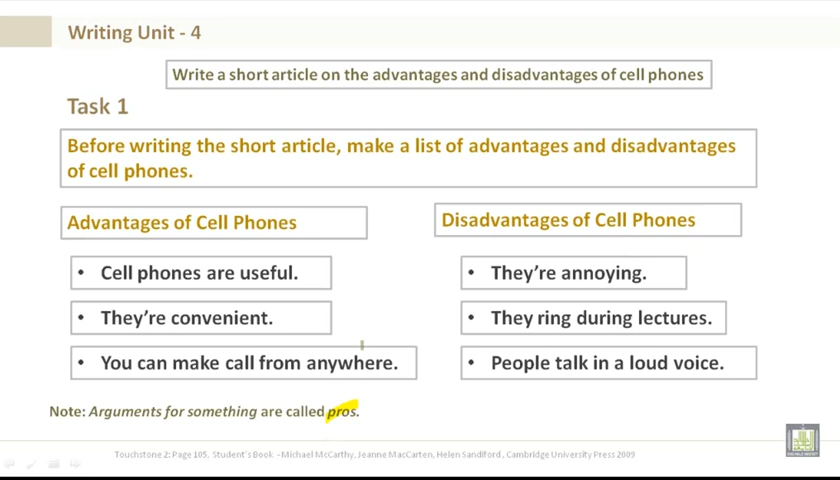 Writing Unit - 4
Write a short article on the advantages and disadvantages of cell phones
Task 1
Before writing the short article, make a list of advantages and disadvantages
of cell phones.
Advantages of Cell Phones
• Cell phones are useful.
• They're convenient.
• You can make call from anywhere.
Disadvantages of Cell Phones
• They're annoying.
• They ring during lectures.
• People talk in a loud voice.
Note: Arguments for something are called pros.
Touchstone 2: Page 105. Student's Book - Michael McCarthy, Jeanne MacCarten, Helen Sandiford, Cambridge University Press 2009